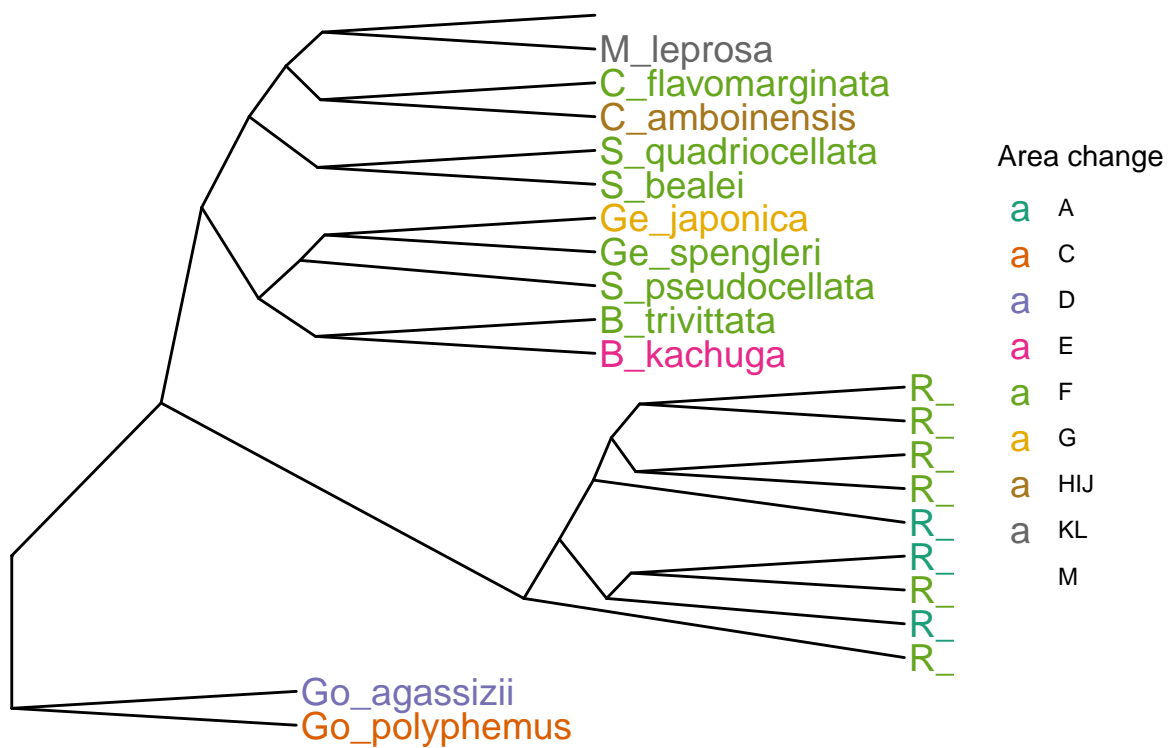 M_leprosa
C_flavomarginata
C_amboinensis
S_quadriocellata
S_bealei
Ge_japonica
Ge_spengleri
S_pseudocellata
B_trivittata
B_kachuga
R_
R_
R_
R_
R_
R_
R_
R_
R_
Go_agassizii
Go_polyphemus
Area change
a A
a C
a D
a E
a F
a G
a HIJ
a KL
M